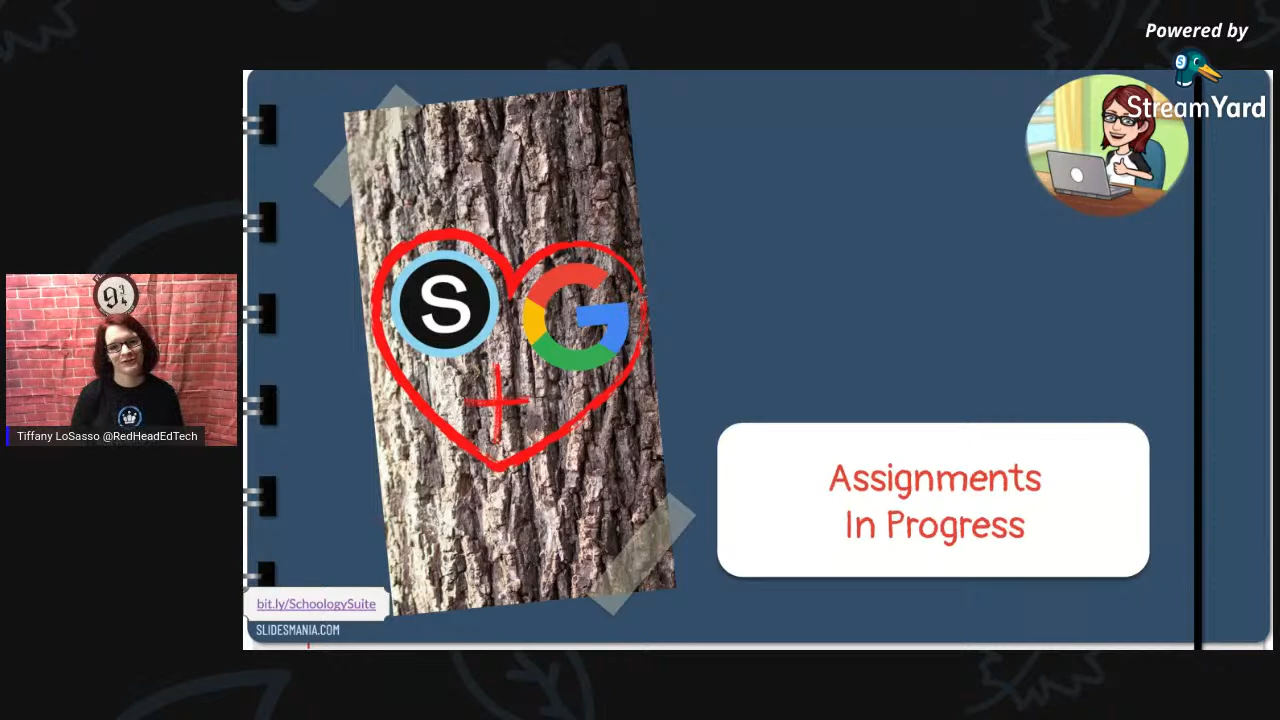 Powered by
StreamYard
S
G
Assignments
In Progress
9¾
Tiffany LoSasso @RedHeadEdTech
bit.ly/SchoologySuite
SLIDESMANIA.COM